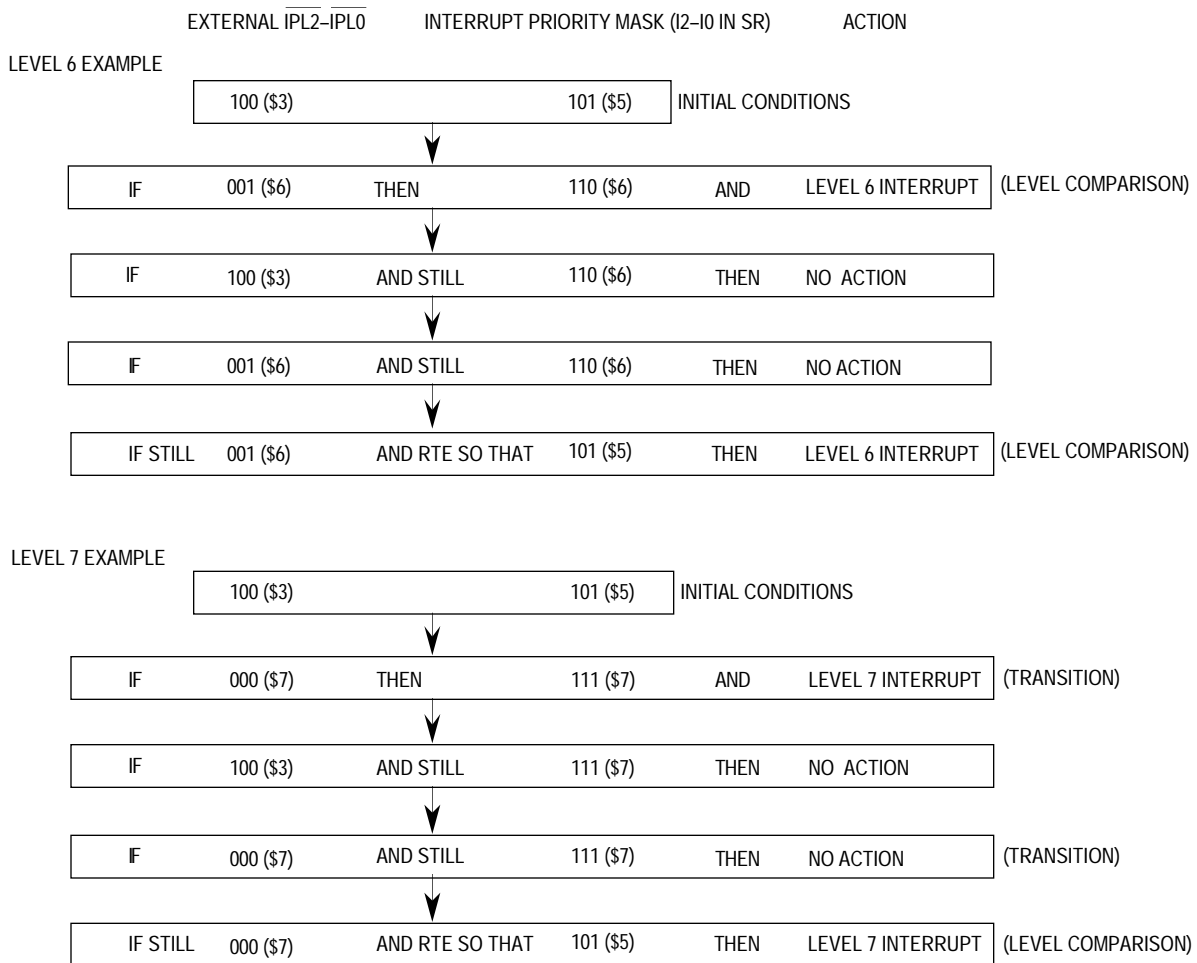 EXTERNAL IPL2–IPL0 INTERRUPT PRIORITY MASK (I2–I0 IN SR) ACTION
LEVEL 6 EXAMPLE
100 ($3) 101 ($5) INITIAL CONDITIONS
IF 001 ($6) THEN 110 ($6) AND LEVEL 6 INTERRUPT (LEVEL COMPARISON)
IF 100 ($3) AND STILL 110 ($6) THEN NO ACTION
IF 001 ($6) AND STILL 110 ($6) THEN NO ACTION
IF STILL 001 ($6) AND RTE SO THAT 101 ($5) THEN LEVEL 6 INTERRUPT (LEVEL COMPARISON)
LEVEL 7 EXAMPLE
100 ($3) 101 ($5) INITIAL CONDITIONS
IF 000 ($7) THEN 111 ($7) AND LEVEL 7 INTERRUPT (TRANSITION)
IF 100 ($3) AND STILL 111 ($7) THEN NO ACTION
IF 000 ($7) AND STILL 111 ($7) THEN NO ACTION (TRANSITION)
IF STILL 000 ($7) AND RTE SO THAT 101 ($5) THEN LEVEL 7 INTERRUPT (LEVEL COMPARISON)